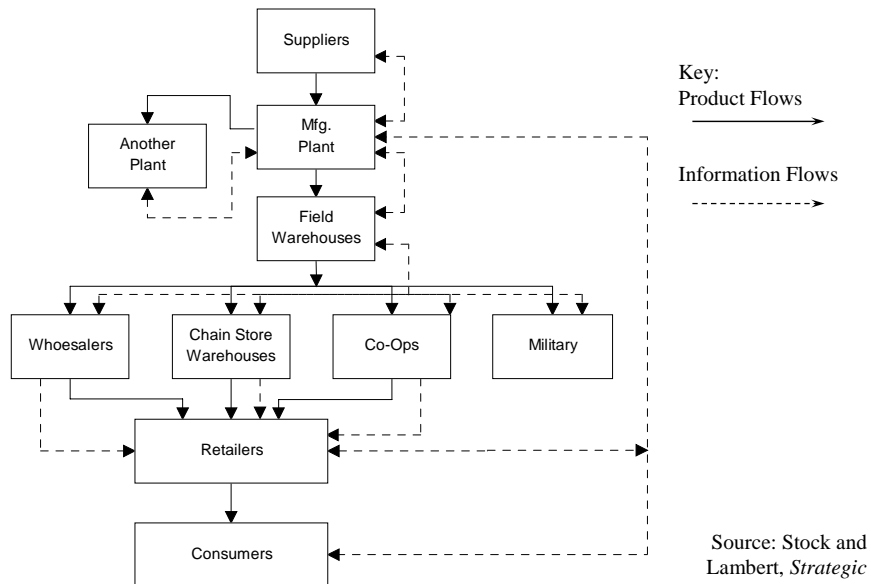 Suppliers
Key:
Product Flows
Mfg.
Plant
Another
Plant
Information Flows
Field
Warehouses
Whoesalers
Chain Store
Warehouses
Co-Ops
Military
Retailers
Consumers
Source: Stock and
Lambert, Strategic